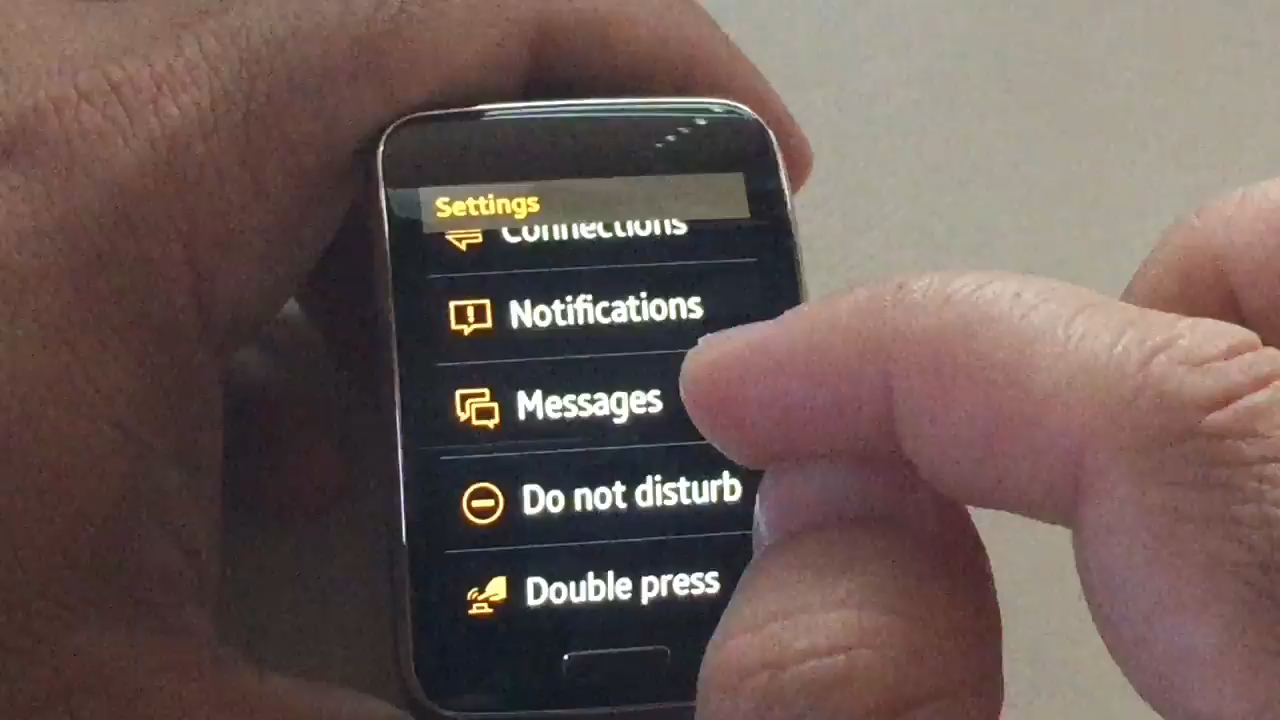 Settings
Connections
Notifications
Messages
Do not disturb
Double press